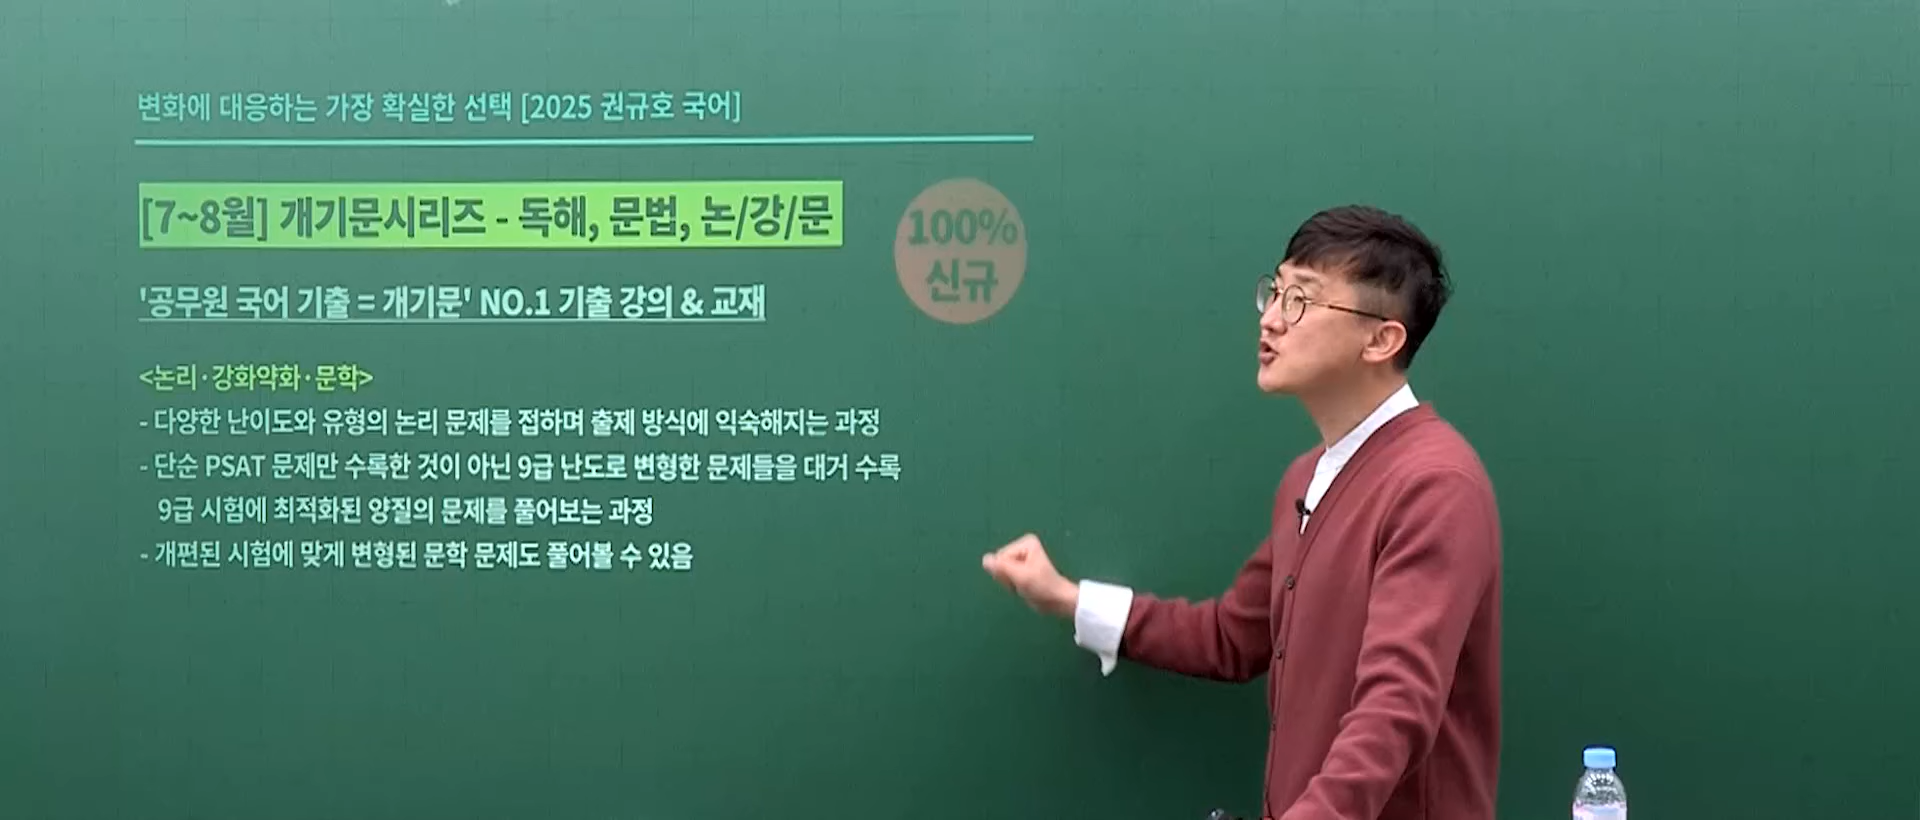 변화에 대응하는 가장 확실한 선택 [2025 권규호 국어]
[7~8월] 개기문시리즈 - 독해, 문법, 논/강/문
100%
신규
'공무원 국어 기출 = 개기문' NO.1 기출 강의 & 교재
<논리·강화약화·문학>
- 다양한 난이도와 유형의 논리 문제를 접하며 출제 방식에 익숙해지는 과정
- 단순 PSAT 문제만 수록한 것이 아닌 9급 난도로 변형한 문제들을 대거 수록
9급 시험에 최적화된 양질의 문제를 풀어보는 과정
- 개편된 시험에 맞게 변형된 문학 문제도 풀어볼 수 있음